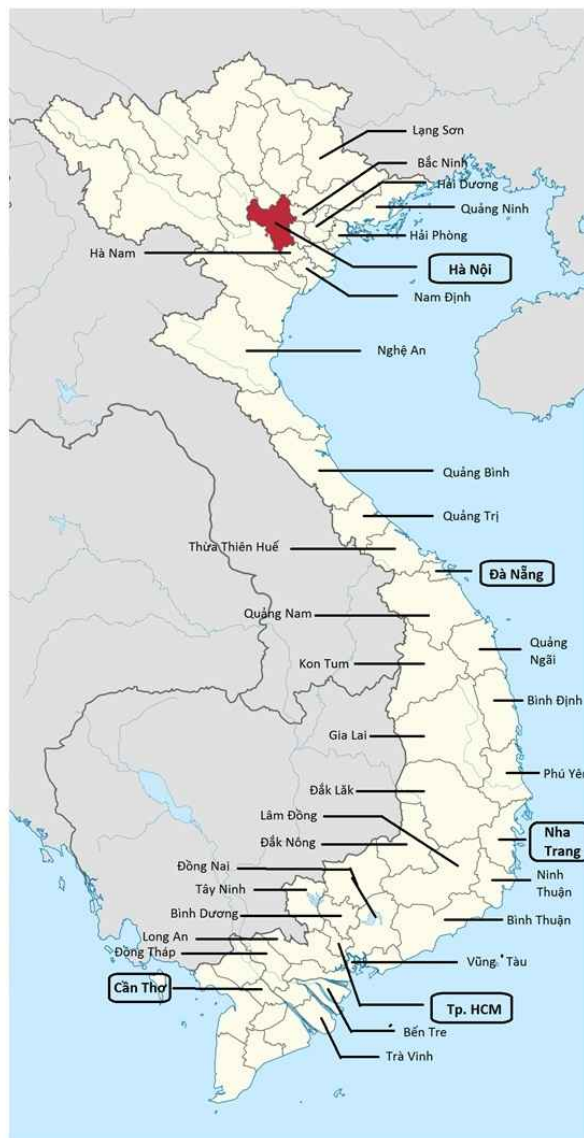 Lạng Sơn
Bắc Ninh
Hải Dương
Quảng Ninh
Hải Phòng
Hà Nam
Hà Nội
Nam Định
Nghệ An
Quảng Bình
Quảng Trị
Thừa Thiên Huế
Đà Nẵng
Quảng Nam
Quảng
Ngãi
Kon Tum
Bình Định
Gia Lai
Phú Yên
Đắk Lăk
Lâm Đồng
Nha
Trang
Đắk Nông
Đồng Nai
Ninh
Thuận
Tây Ninh
Bình Dương
Bình Thuận
Long An
Đồng Tháp
Vũng Tàu
Cần Thơ
Tp. HCM
Bến Tre
Trà Vinh